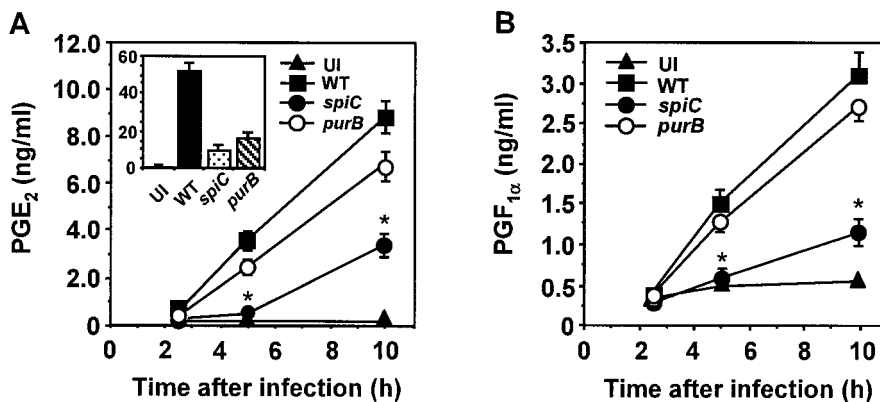 A
PGE2 (ng/ml)
12.0
10.0
8.0
6.0
4.0
2.0
0
60
40
20
0
UI
WT
spiC
purB
UI
WT
spiC
purB
*
*
0 2 4 6 8 10
Time after infection (h)
B
PGF1α (ng/ml)
3.5
3.0
2.5
2.0
1.5
1.0
0.5
0
UI
WT
spiC
purB
*
*
0 2 4 6 8 10
Time after infection (h)